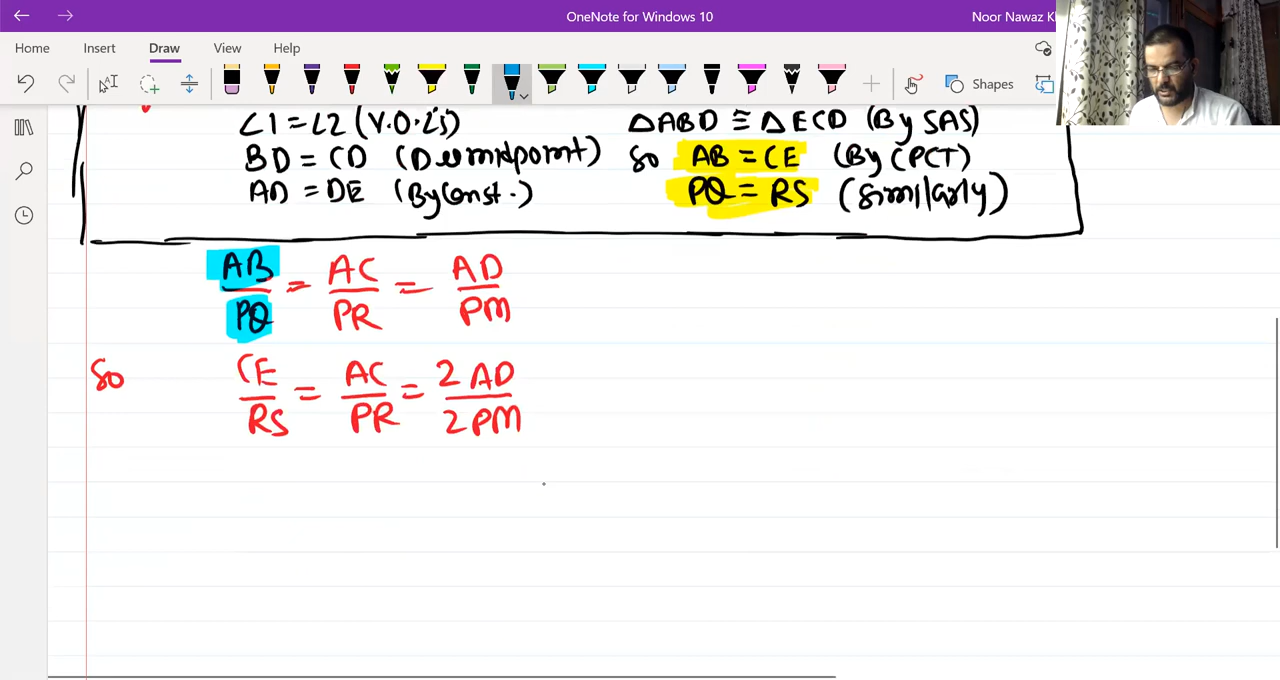 OneNote for Windows 10
Noor Nawaz
Home Insert Draw View Help
Shapes
∠1 = ∠2 (V.O.∠s)
BD = CD (D is midpoint)
AD = DE (By Const.)
△ABD ≅ △ECD (By SAS)
So AB = CE (By CPCT)
PQ = RS (Similarly)
AB/PQ = AC/PR = AD/PM
So CE/RS = AC/PR = 2AD/2PM